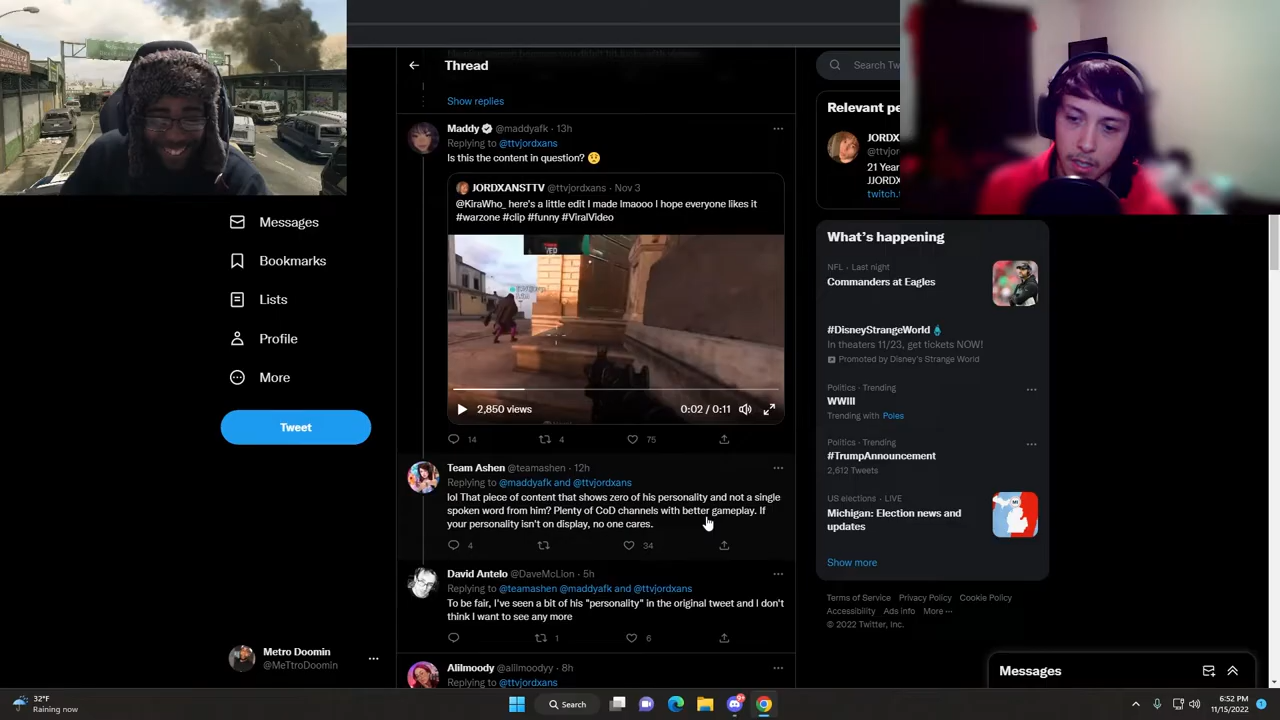 Thread
Search Tw
Show replies
Relevant pe
JORDX
@ttvjor
21 Year
JJORDX
twitch.t
Maddy @maddyafk · 13h
Replying to @ttvjordxans
Is this the content in question? 🤨
JORDXANSTTV @ttvjordxans · Nov 3
@KiraWho_ here's a little edit I made lmaooo I hope everyone likes it
#warzone #clip #funny #ViralVideo
2,850 views
0:02 / 0:11
14
4
75
Messages
Bookmarks
Lists
Profile
More
Tweet
Team Ashen @teamashen · 12h
Replying to @maddyafk and @ttvjordxans
lol That piece of content that shows zero of his personality and not a single
spoken word from him? Plenty of CoD channels with better gameplay. If
your personality isn't on display, no one cares.
4
34
David Antelo @DaveMcLion · 5h
Replying to @teamashen @maddyafk and @ttvjordxans
To be fair, I've seen a bit of his "personality" in the original tweet and I don't
think I want to see any more
1
6
Alilmoody @alilmoodyy · 8h
Replying to @ttvjordxans
What's happening
NFL · Last night
Commanders at Eagles
#DisneyStrangeWorld
In theaters 11/23, get tickets NOW!
Promoted by Disney's Strange World
Politics · Trending
WWIII
Trending with Poles
Politics · Trending
#TrumpAnnouncement
2,612 Tweets
US elections · LIVE
Michigan: Election news and
updates
Show more
Terms of Service Privacy Policy Cookie Policy
Accessibility Ads info More ···
© 2022 Twitter, Inc.
Metro Doomin
@MeTtroDoomin
Messages
32°F
Raining now
Search
6:52 PM
11/15/2022
1